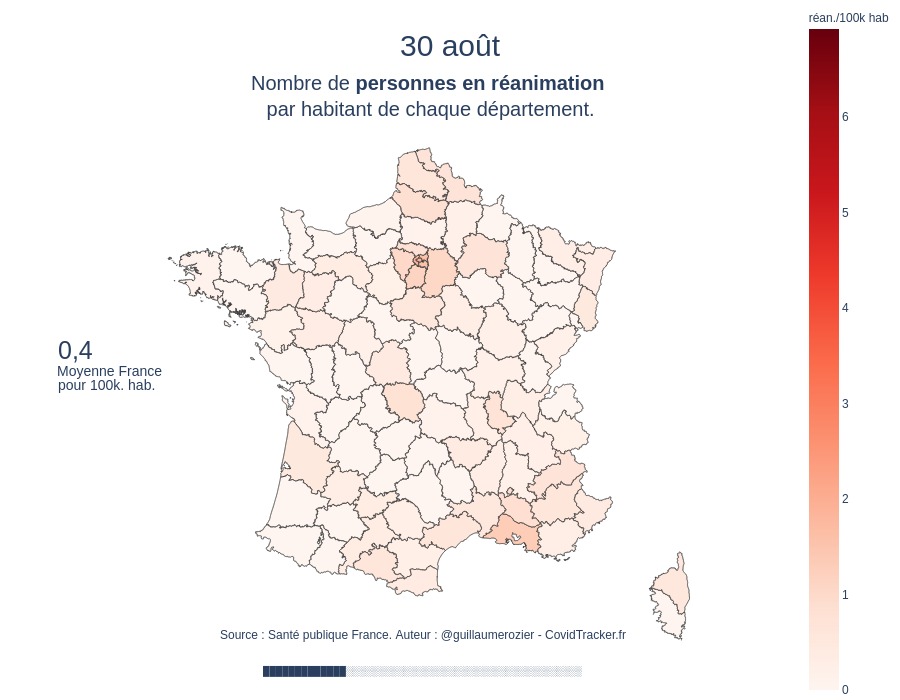 réan./100k hab
30 août
Nombre de personnes en réanimation
par habitant de chaque département.
6
5
4
3
2
1
0
0,4
Moyenne France
pour 100k. hab.
Source : Santé publique France. Auteur : @guillaumerozier - CovidTracker.fr